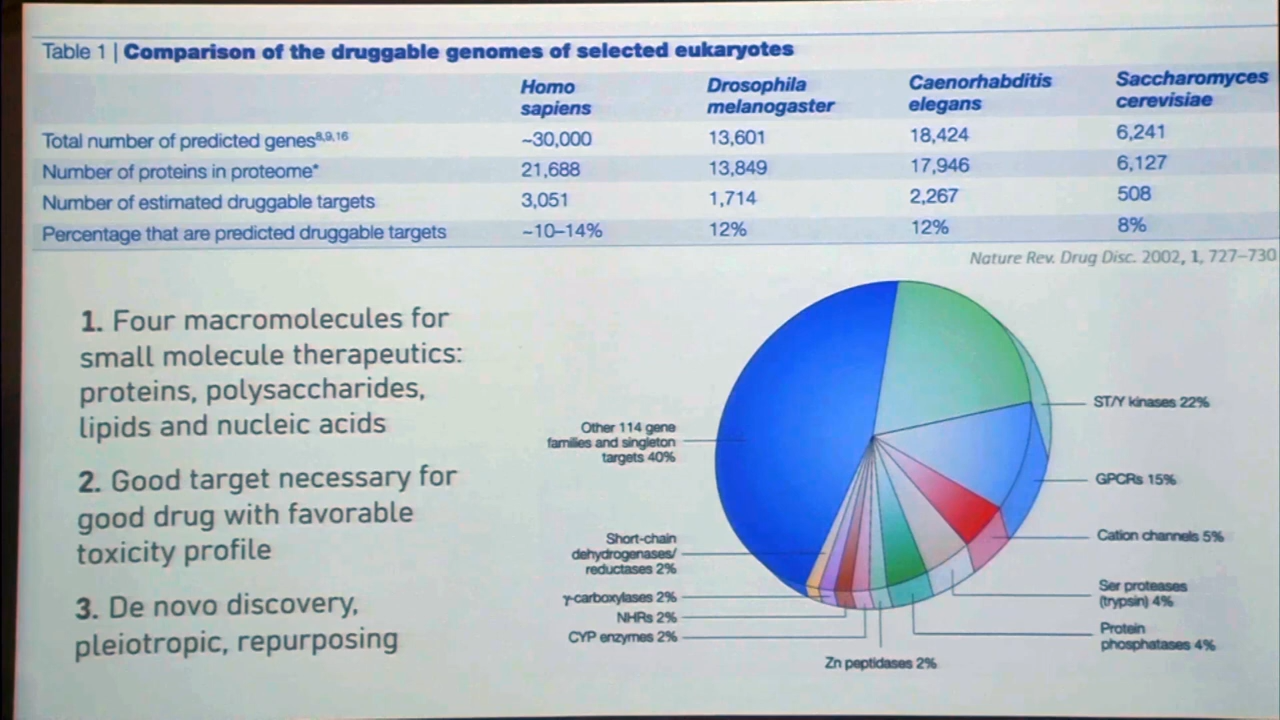 Table 1 | Comparison of the druggable genomes of selected eukaryotes
Homo sapiens Drosophila melanogaster Caenorhabditis elegans Saccharomyces cerevisiae
Total number of predicted genes8,9,16 ~30,000 13,601 18,424 6,241
Number of proteins in proteome* 21,688 13,849 17,946 6,127
Number of estimated druggable targets 3,051 1,714 2,267 508
Percentage that are predicted druggable targets ~10–14% 12% 12% 8%
Nature Rev. Drug Disc. 2002, 1, 727–730
1. Four macromolecules for
small molecule therapeutics:
proteins, polysaccharides,
lipids and nucleic acids
2. Good target necessary for
good drug with favorable
toxicity profile
3. De novo discovery,
pleiotropic, repurposing
Other 114 gene
families and singleton
targets 40%
Short-chain
dehydrogenases/
reductases 2%
γ-carboxylases 2%
NHRs 2%
CYP enzymes 2%
Zn peptidases 2%
ST/Y kinases 22%
GPCRs 15%
Cation channels 5%
Ser proteases
(trypsin) 4%
Protein
phosphatases 4%